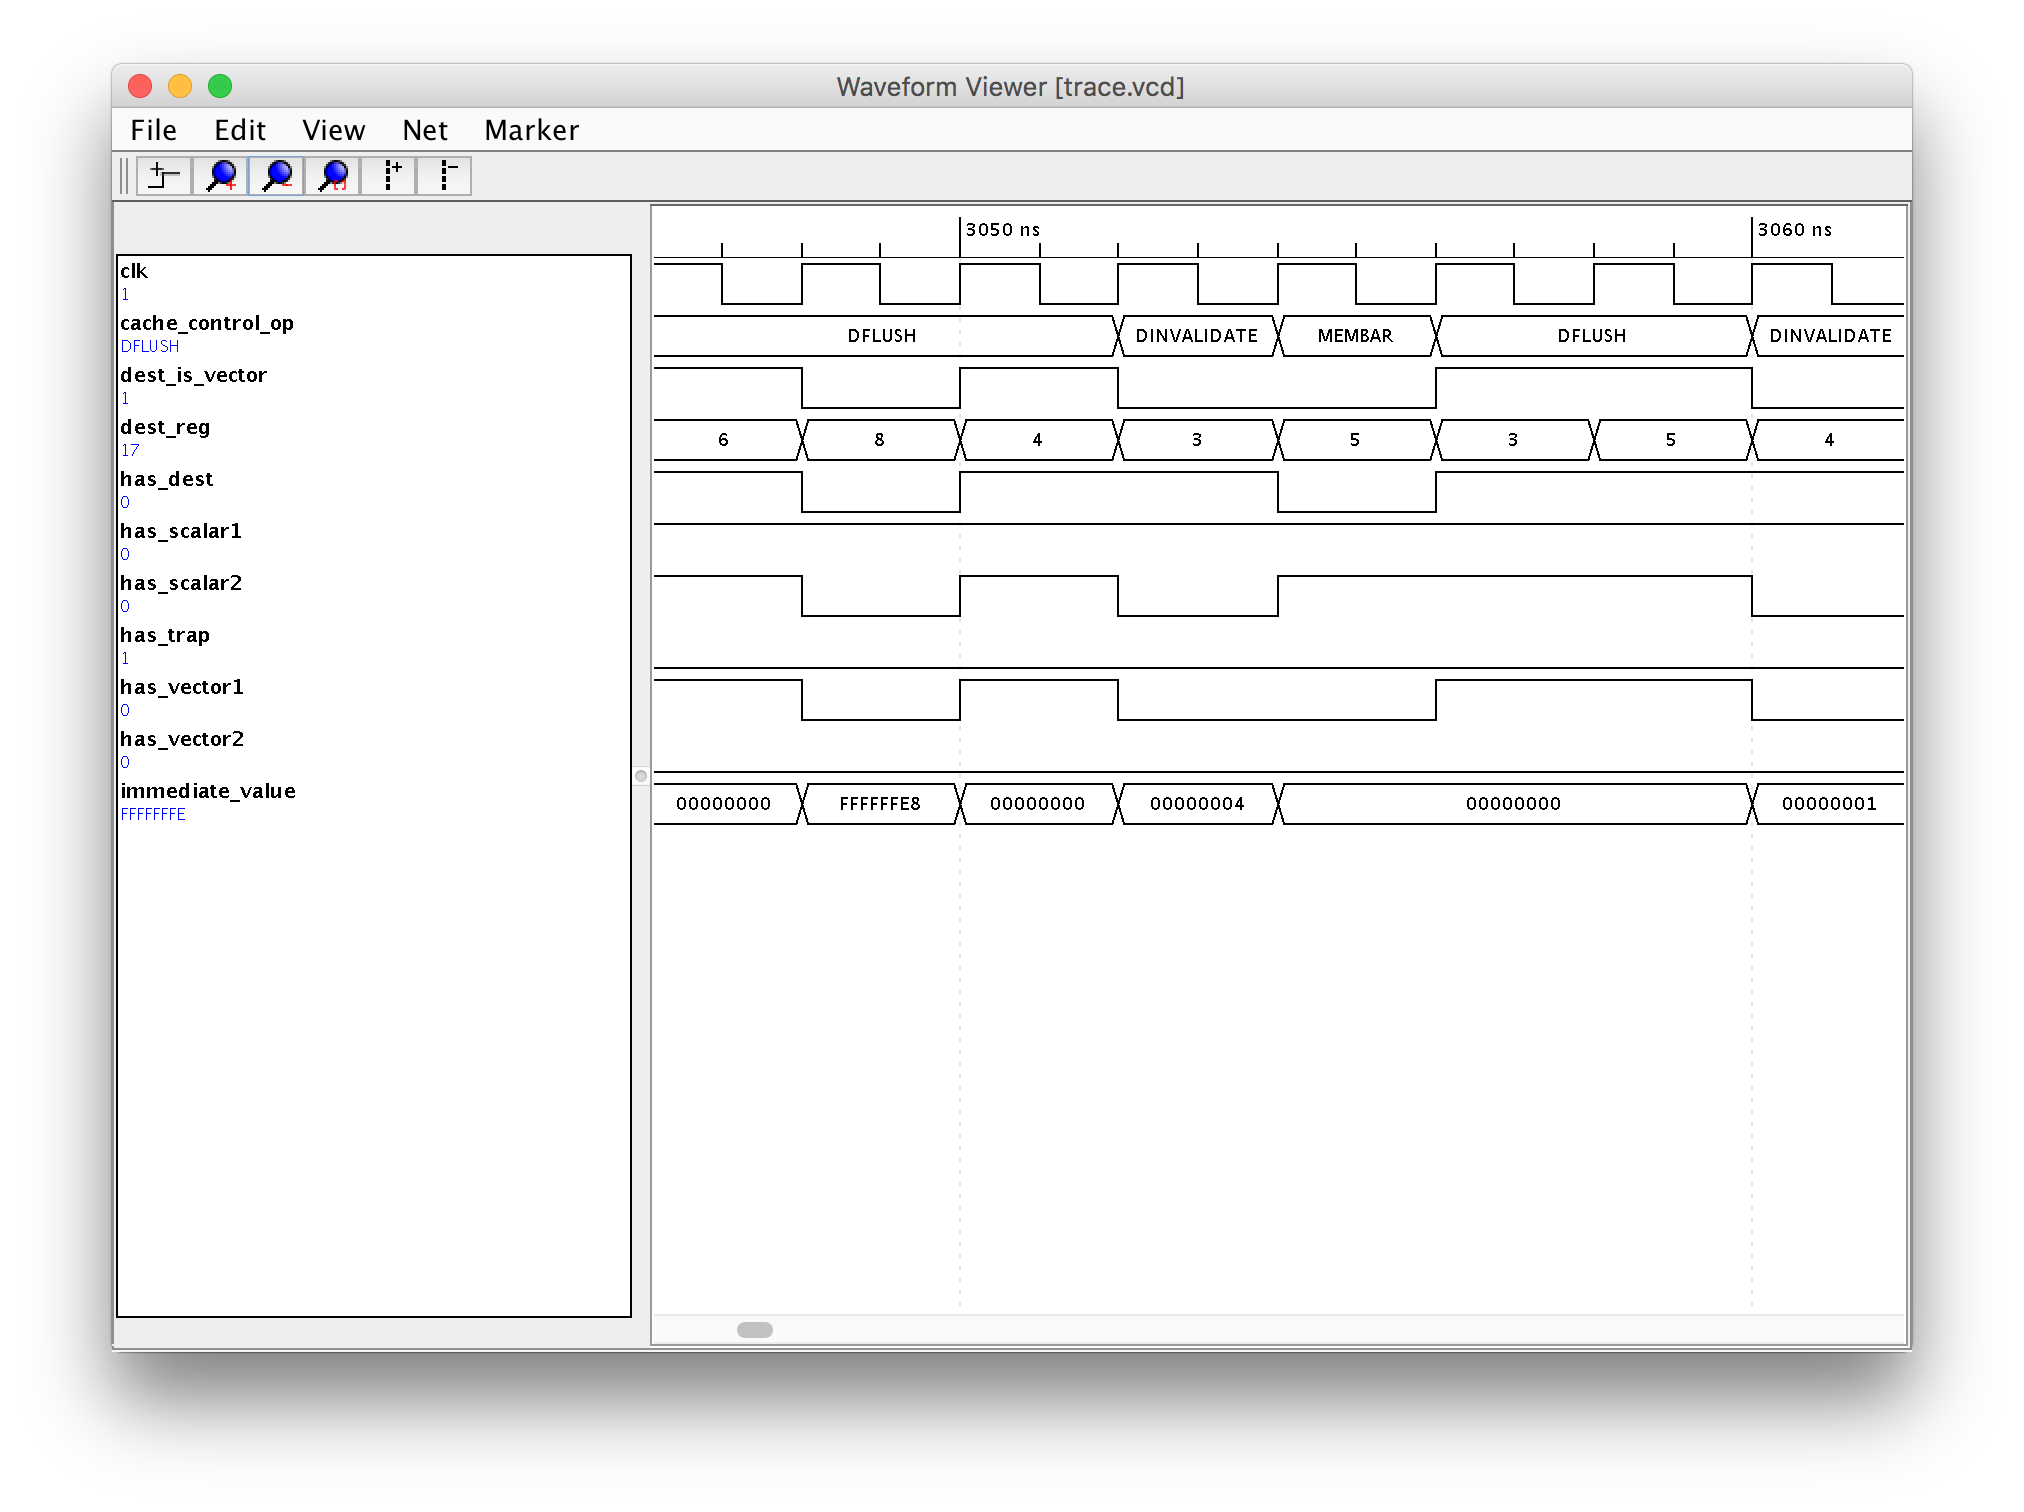 Waveform Viewer [trace.vcd]
File Edit View Net Marker
3050 ns 3060 ns
clk
1
cache_control_op
DFLUSH
DFLUSH DINVALIDATE MEMBAR DFLUSH DINVALIDATE
dest_is_vector
1
dest_reg
17
6 8 4 3 5 3 5 4
has_dest
0
has_scalar1
0
has_scalar2
0
has_trap
1
has_vector1
0
has_vector2
0
immediate_value
FFFFFFFE
00000000 FFFFFFE8 00000000 00000004 00000000 00000001